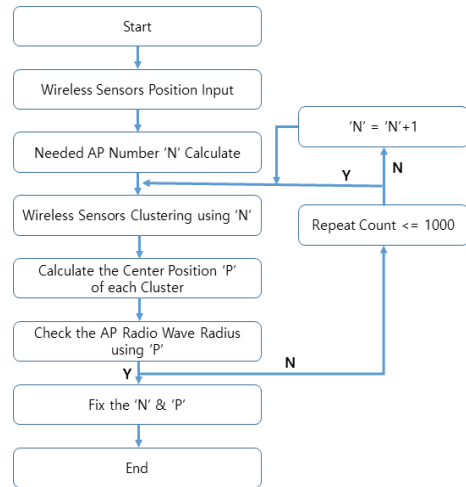 Start
Wireless Sensors Position Input
'N' = 'N'+1
Needed AP Number 'N' Calculate
Y
N
Wireless Sensors Clustering using 'N'
Repeat Count <= 1000
Calculate the Center Position 'P'
of each Cluster
Check the AP Radio Wave Radius
using 'P'
Y
N
Fix the 'N' & 'P'
End